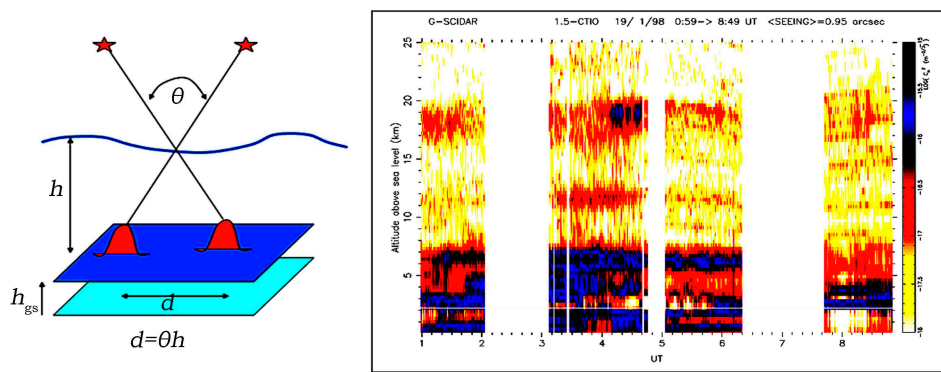 θ
h
h_gs
d
d=θh
G-SCIDAR 1.5-CTIO 19/ 1/98 0:59-> 8:49 UT <SEEING>=0.95 arcsec
Altitude above sea level (km)
25
20
15
10
5
1 2 3 4 5 6 7 8
UT
-15.5
-16
-16.5
-17
-17.5
-18